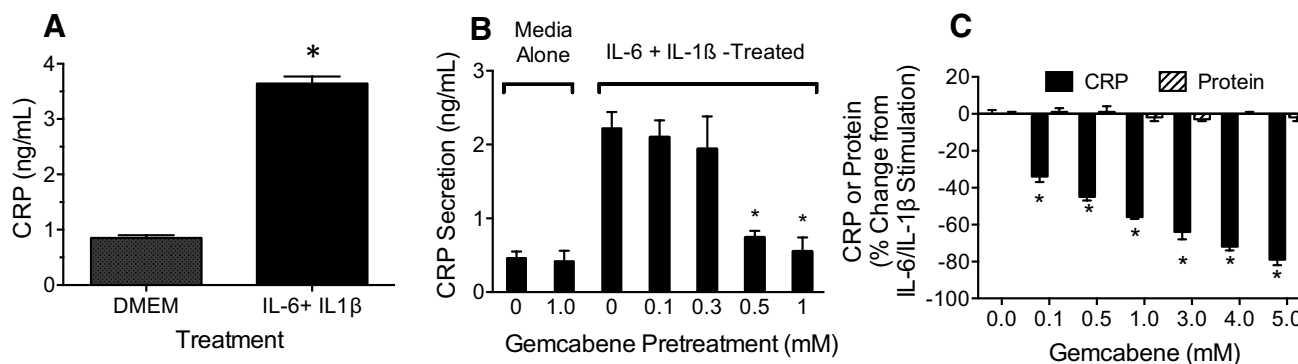 A
CRP (ng/mL)
4
3
2
1
0
*
DMEM
IL-6+ IL1β
Treatment
B
Media
Alone
IL-6 + IL-1ß -Treated
CRP Secretion (ng/mL)
3
2
1
0
*
*
0 1.0 0 0.1 0.3 0.5 1
Gemcabene Pretreatment (mM)
C
CRP or Protein
(% Change from
IL-6/IL-1β Stimulation
20
0
-20
-40
-60
-80
-100
CRP
Protein
*
*
*
*
*
*
0.0 0.1 0.5 1.0 3.0 4.0 5.0
Gemcabene (mM)